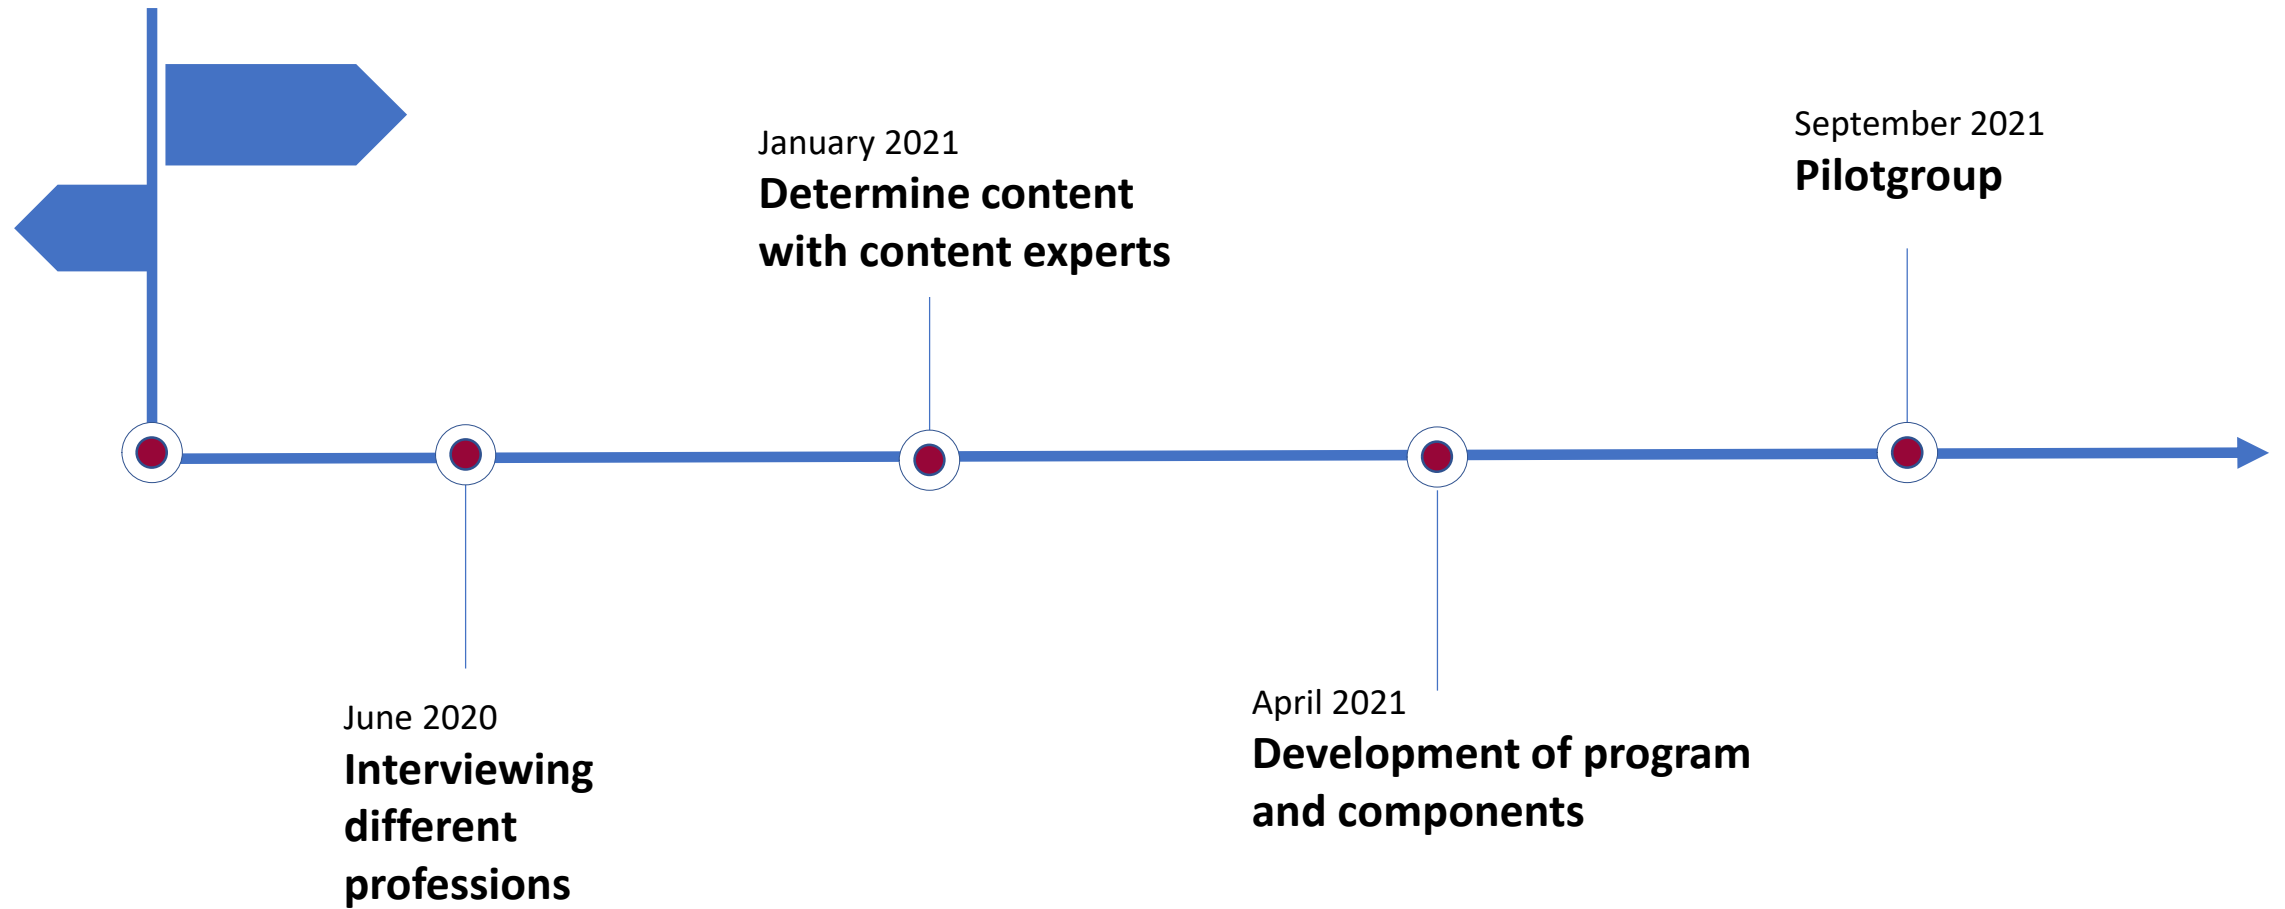 June 2020
Interviewing
different
professions
January 2021
Determine content
with content experts
April 2021
Development of program
and components
September 2021
Pilotgroup